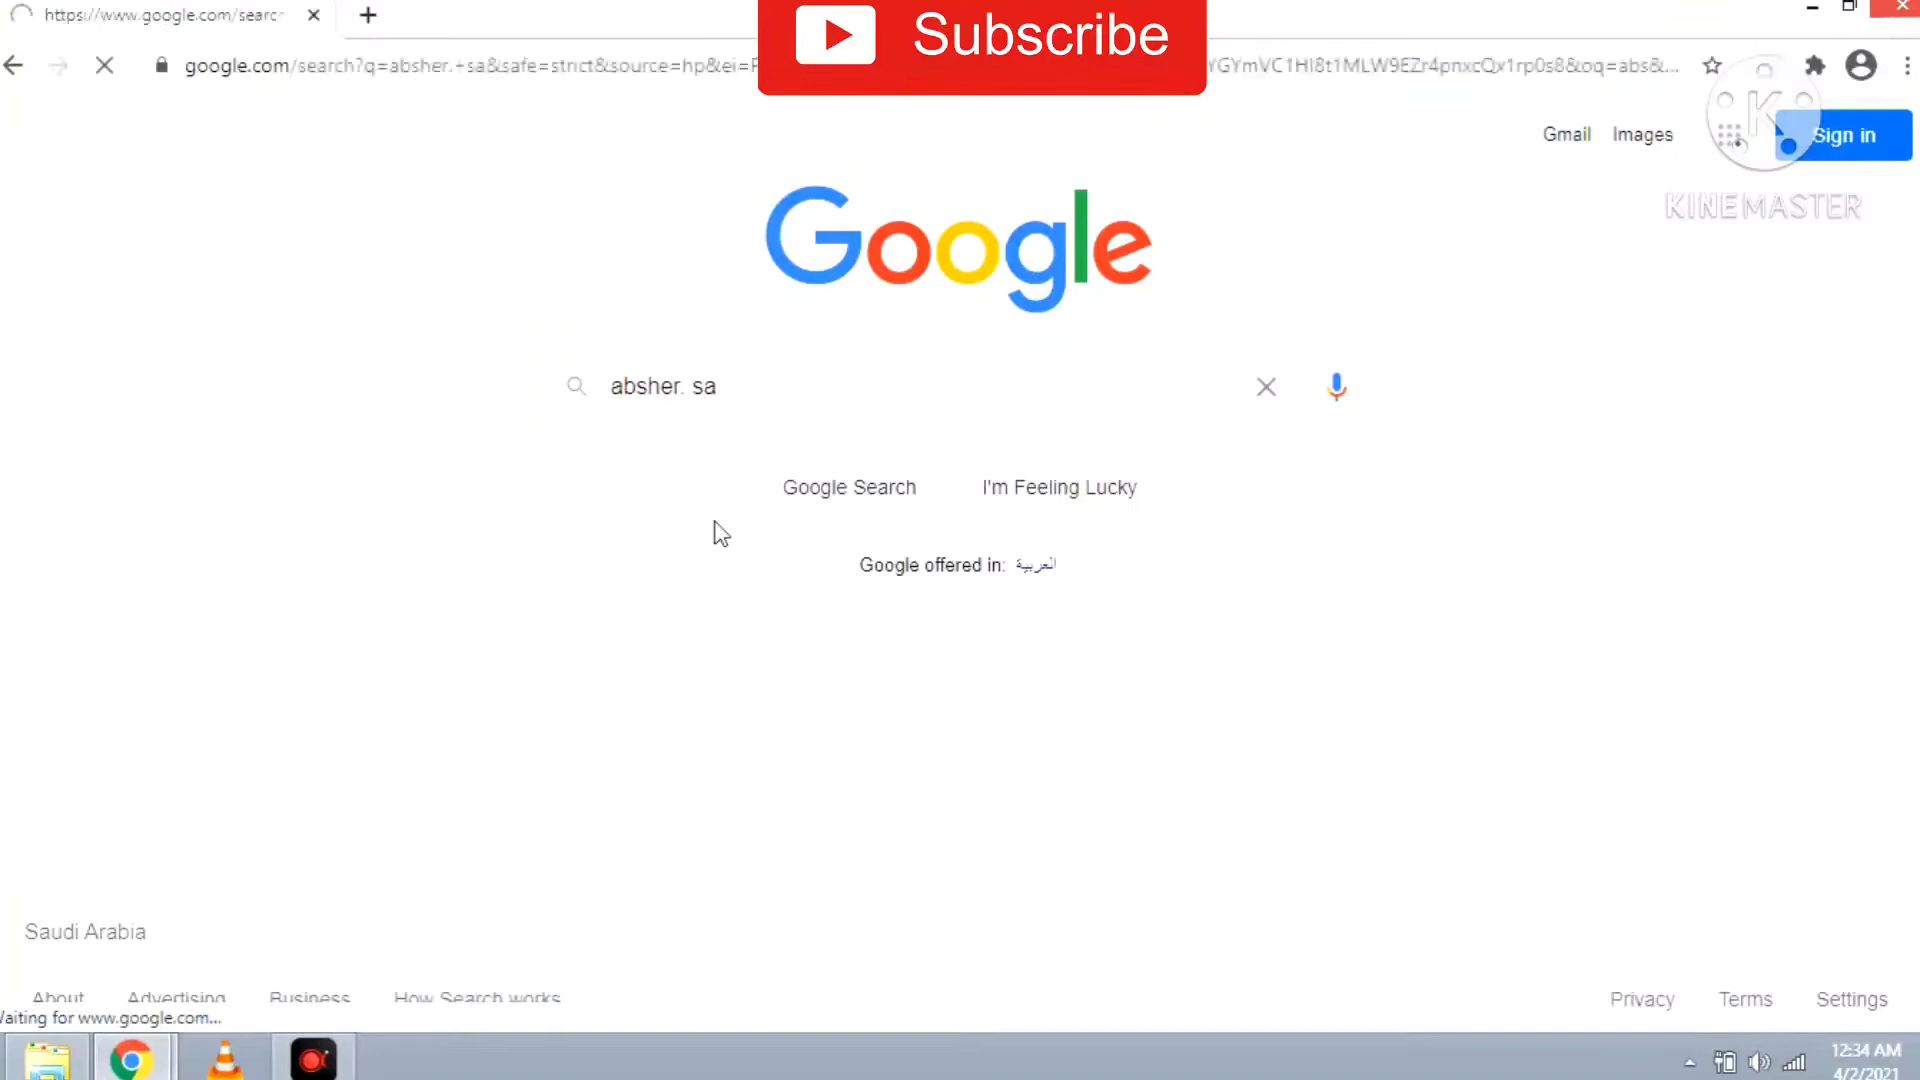 https://www.google.com/searc
Subscribe
google.com/search?q=absher.+sa&safe=strict&source=hp&ei=
YGYmVC1HI8t1MLW9EZr4pnxcQx1rp0s8&oq=abs&...
Gmail Images Sign in
K
KINEMASTER
Google
absher. sa
Google Search I'm Feeling Lucky
Google offered in: العربية
Saudi Arabia
About Advertising Business How Search works
Privacy Terms Settings
Waiting for www.google.com...
12:34 AM
4/2/2021